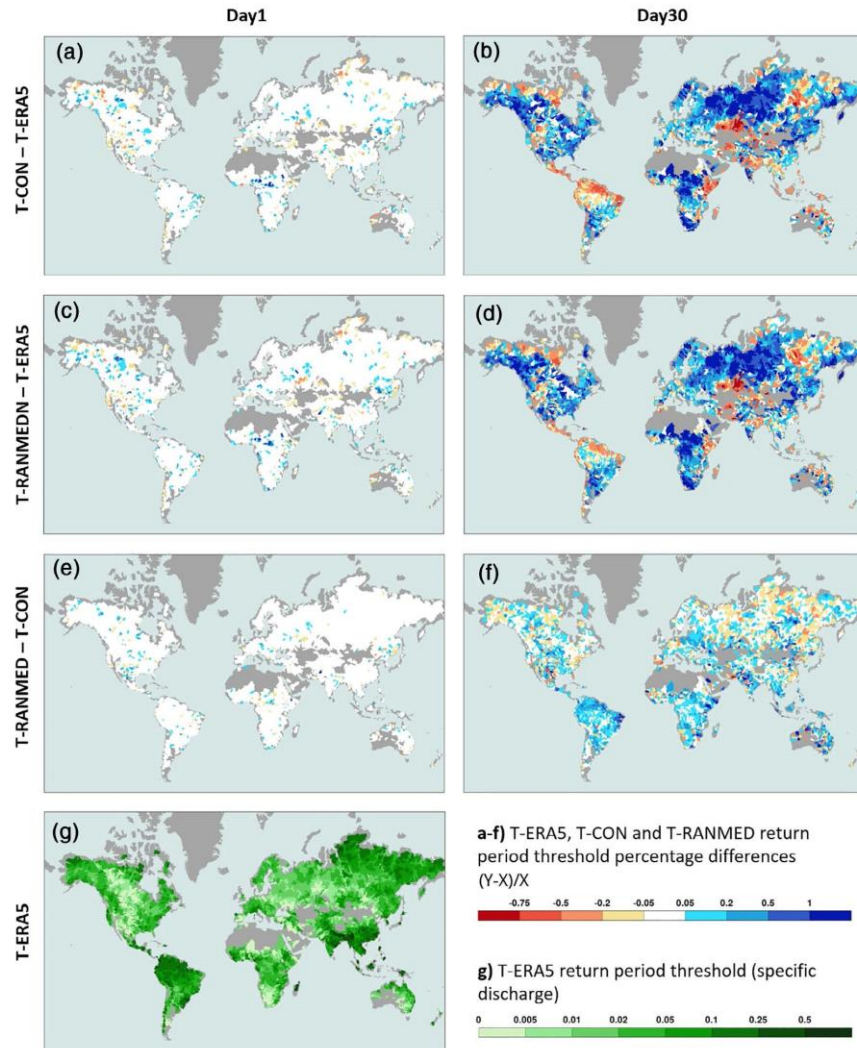 Day1
Day30
T-CON – T-ERA5
(a)
(b)
T-RANMEDN – T-ERA5
(c)
(d)
T-RANMED – T-CON
(e)
(f)
T-ERA5
(g)
a-f) T-ERA5, T-CON and T-RANMED return
period threshold percentage differences
(Y-X)/X
-0.75 -0.5 -0.2 -0.05 0.05 0.2 0.5 1
g) T-ERA5 return period threshold (specific
discharge)
0 0.005 0.01 0.02 0.05 0.1 0.25 0.5